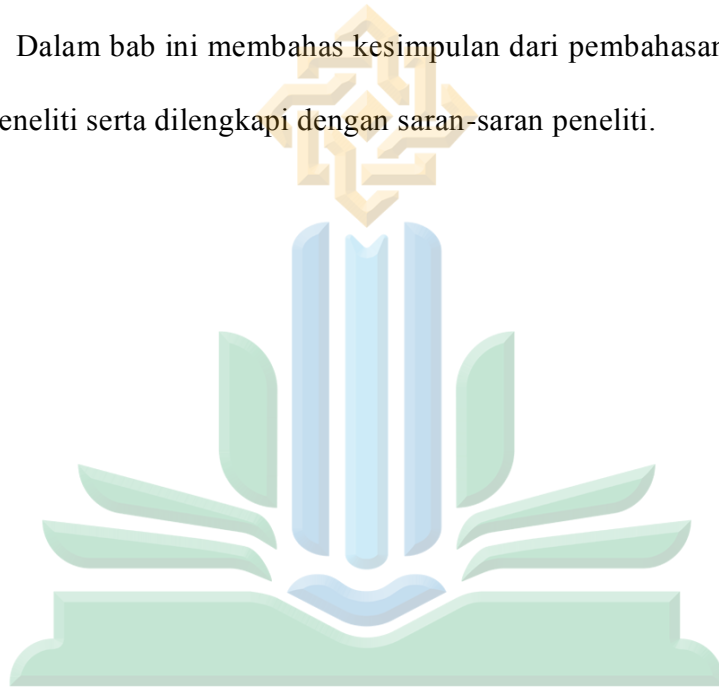 Dalam bab ini membahas kesimpulan dari pembahasan
eneliti serta dilengkapi dengan saran-saran peneliti.